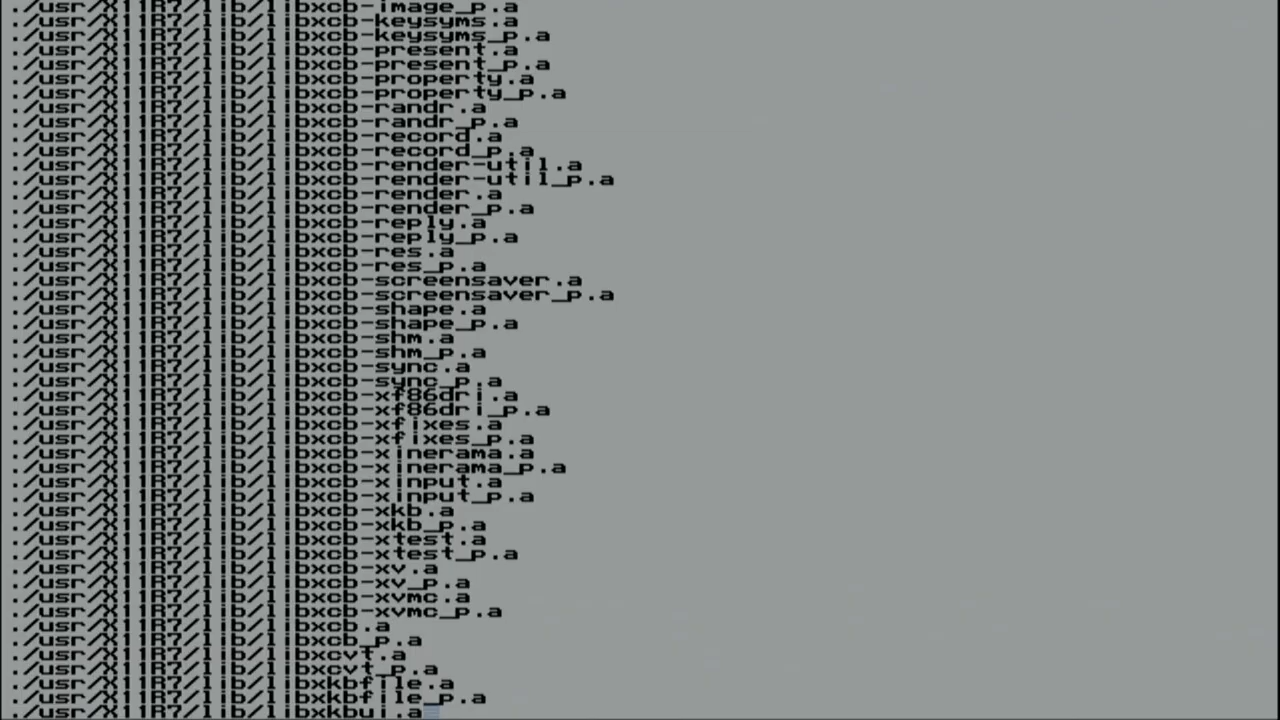 ./usr/X11R7/lib/libxcb-image_p.a
./usr/X11R7/lib/libxcb-keysyms.a
./usr/X11R7/lib/libxcb-keysyms_p.a
./usr/X11R7/lib/libxcb-present.a
./usr/X11R7/lib/libxcb-present_p.a
./usr/X11R7/lib/libxcb-property.a
./usr/X11R7/lib/libxcb-property_p.a
./usr/X11R7/lib/libxcb-randr.a
./usr/X11R7/lib/libxcb-randr_p.a
./usr/X11R7/lib/libxcb-record.a
./usr/X11R7/lib/libxcb-record_p.a
./usr/X11R7/lib/libxcb-render-util.a
./usr/X11R7/lib/libxcb-render-util_p.a
./usr/X11R7/lib/libxcb-render.a
./usr/X11R7/lib/libxcb-render_p.a
./usr/X11R7/lib/libxcb-reply.a
./usr/X11R7/lib/libxcb-reply_p.a
./usr/X11R7/lib/libxcb-res.a
./usr/X11R7/lib/libxcb-res_p.a
./usr/X11R7/lib/libxcb-screensaver.a
./usr/X11R7/lib/libxcb-screensaver_p.a
./usr/X11R7/lib/libxcb-shape.a
./usr/X11R7/lib/libxcb-shape_p.a
./usr/X11R7/lib/libxcb-shm.a
./usr/X11R7/lib/libxcb-shm_p.a
./usr/X11R7/lib/libxcb-sync.a
./usr/X11R7/lib/libxcb-sync_p.a
./usr/X11R7/lib/libxcb-xf86dri.a
./usr/X11R7/lib/libxcb-xf86dri_p.a
./usr/X11R7/lib/libxcb-xfixes.a
./usr/X11R7/lib/libxcb-xfixes_p.a
./usr/X11R7/lib/libxcb-xinerama.a
./usr/X11R7/lib/libxcb-xinerama_p.a
./usr/X11R7/lib/libxcb-xinput.a
./usr/X11R7/lib/libxcb-xinput_p.a
./usr/X11R7/lib/libxcb-xkb.a
./usr/X11R7/lib/libxcb-xkb_p.a
./usr/X11R7/lib/libxcb-xtest.a
./usr/X11R7/lib/libxcb-xtest_p.a
./usr/X11R7/lib/libxcb-xv.a
./usr/X11R7/lib/libxcb-xv_p.a
./usr/X11R7/lib/libxcb-xvmc.a
./usr/X11R7/lib/libxcb-xvmc_p.a
./usr/X11R7/lib/libxcb.a
./usr/X11R7/lib/libxcb_p.a
./usr/X11R7/lib/libxcvt.a
./usr/X11R7/lib/libxcvt_p.a
./usr/X11R7/lib/libxkbfile.a
./usr/X11R7/lib/libxkbfile_p.a
./usr/X11R7/lib/libxkbui.a